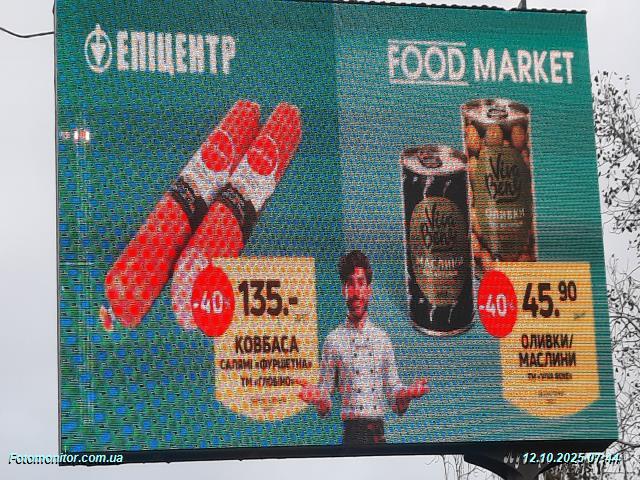 ЕПІЦЕНТР
FOOD MARKET
Viva
Bene
ОЛИВКИ
Viva
Bene
МАСЛИНИ
-40%
135.-
КОВБАСА
САЛЯМІ «ФУРШЕТНА»
ТМ «ГЛОБІНО»
-40%
45.90
ОЛИВКИ/
МАСЛИНИ
ТМ «VIVA BENE»
Fotomonitor.com.ua
12.10.2025 07:44